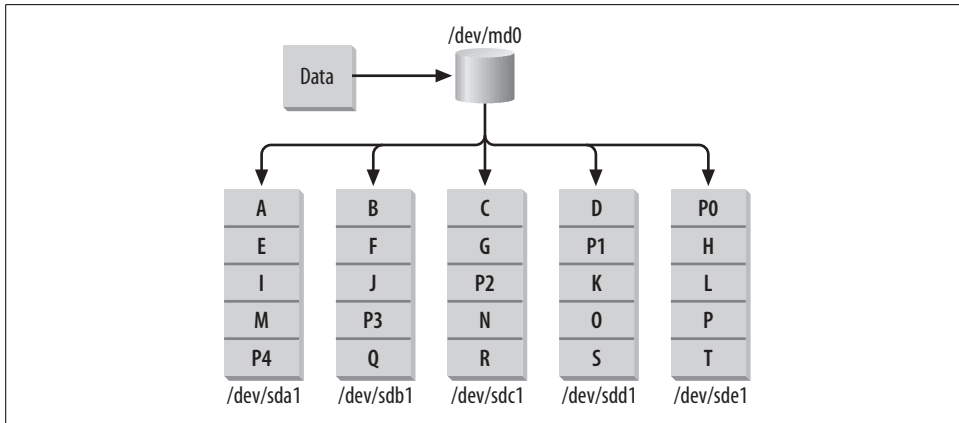 /dev/md0
Data
A B C D P0
E F G P1 H
I J P2 K L
M P3 N O P
P4 Q R S T
/dev/sda1 /dev/sdb1 /dev/sdc1 /dev/sdd1 /dev/sde1